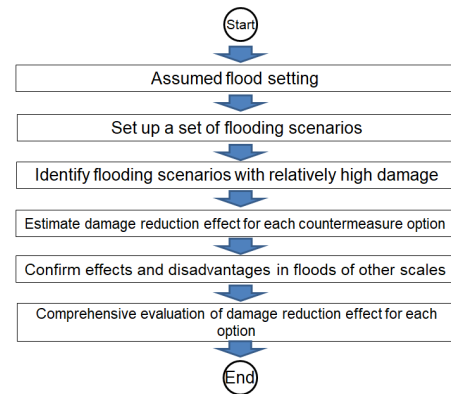 Start
Assumed flood setting
Set up a set of flooding scenarios
Identify flooding scenarios with relatively high damage
Estimate damage reduction effect for each countermeasure option
Confirm effects and disadvantages in floods of other scales
Comprehensive evaluation of damage reduction effect for each
option
End